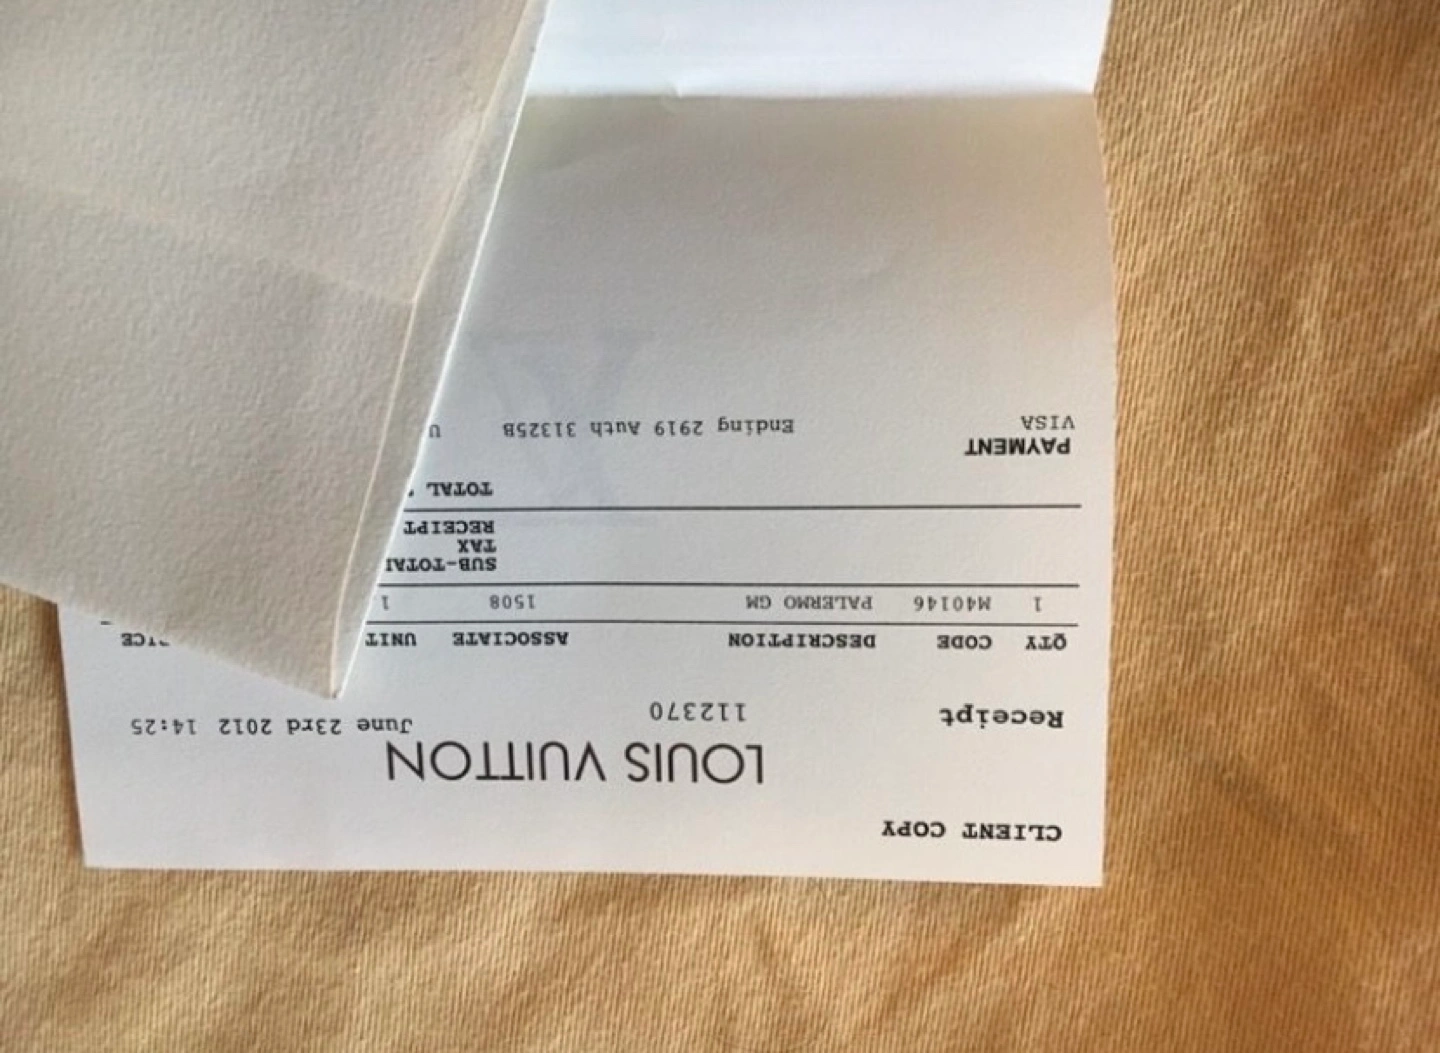 CLIENT COPY
LOUIS VUITTON
Receipt 112370 June 23rd 2012 14:25
QTY CODE DESCRIPTION ASSOCIATE UNIT
1 M40146 PALERMO GM 1508 1
SUB-TOTAL
TAX
RECEIPT
TOTAL
PAYMENT
VISA Ending 2919 Auth 31325B U